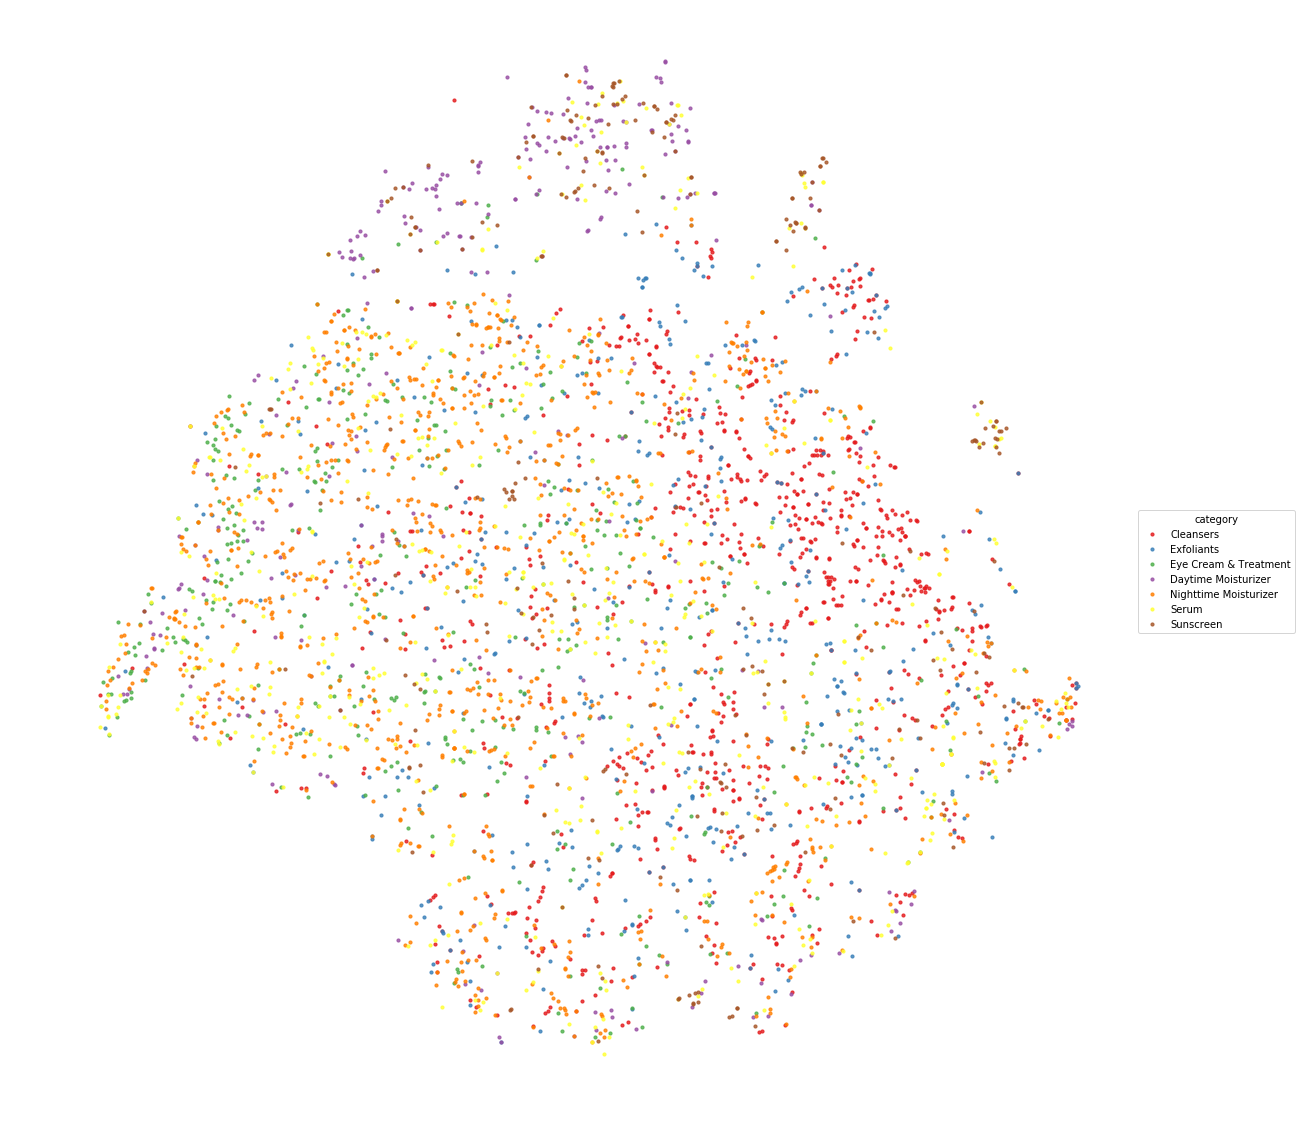 category
Cleansers
Exfoliants
Eye Cream & Treatment
Daytime Moisturizer
Nighttime Moisturizer
Serum
Sunscreen